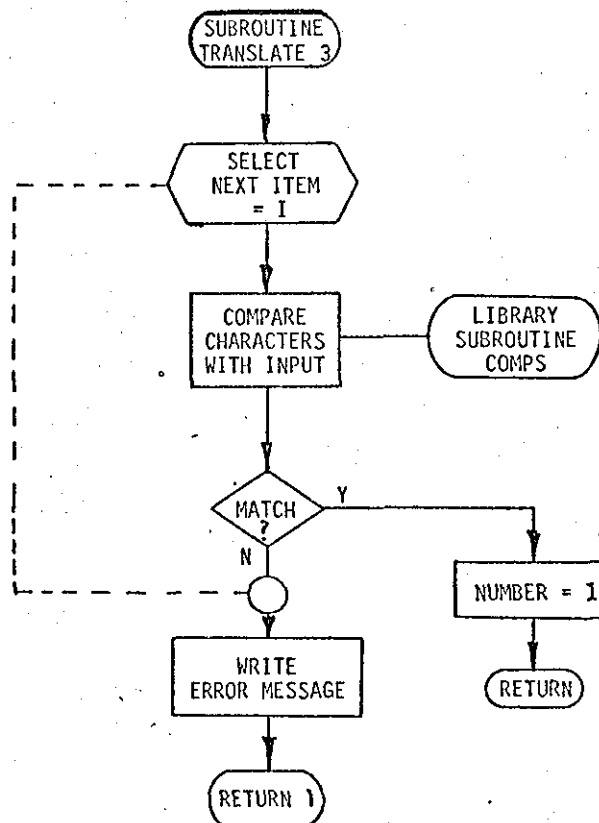 SUBROUTINE
TRANSLATE 3
SELECT
NEXT ITEM
= I
COMPARE
CHARACTERS
WITH INPUT
LIBRARY
SUBROUTINE
COMPS
MATCH
?
Y
N
NUMBER = 1
WRITE
ERROR MESSAGE
RETURN
RETURN 1